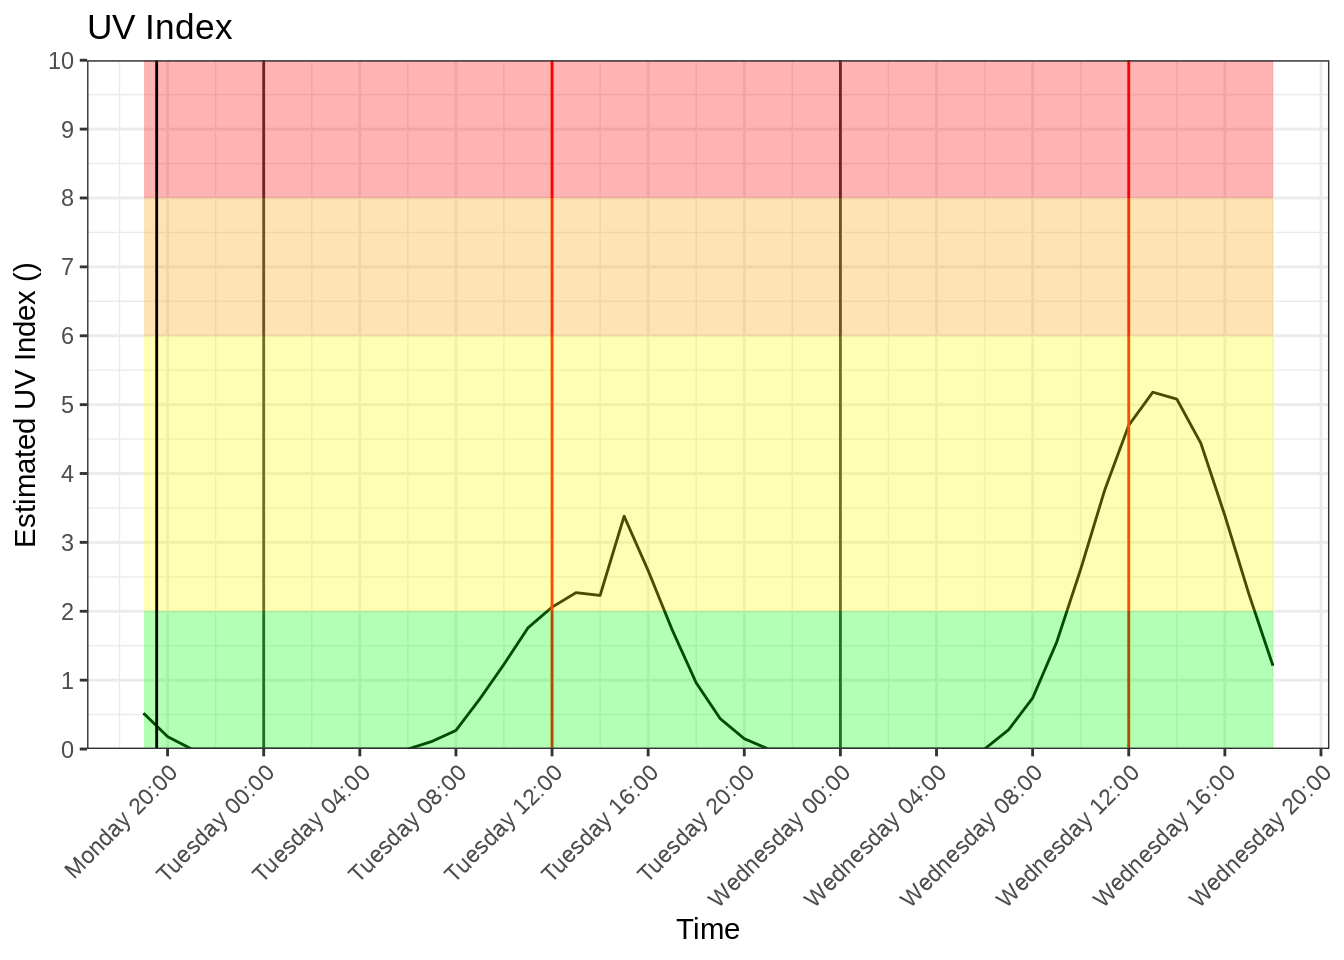 UV Index
Estimated UV Index ()
10
9
8
7
6
5
4
3
2
1
0
Monday 20:00
Tuesday 00:00
Tuesday 04:00
Tuesday 08:00
Tuesday 12:00
Tuesday 16:00
Tuesday 20:00
Wednesday 00:00
Wednesday 04:00
Wednesday 08:00
Wednesday 12:00
Wednesday 16:00
Wednesday 20:00
Time